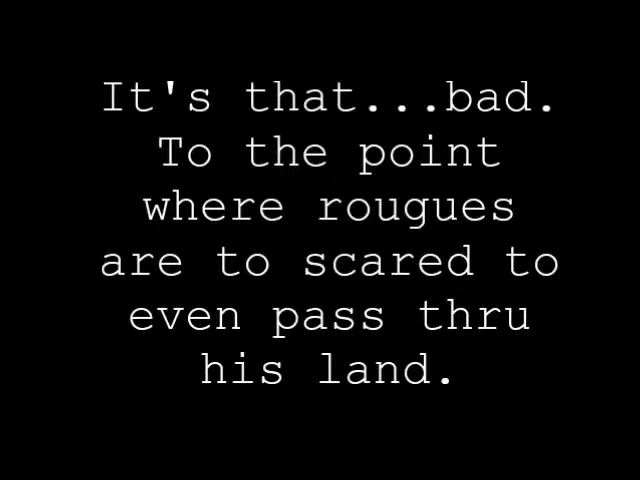 It's that...bad.
To the point
where rougues
are to scared to
even pass thru
his land.